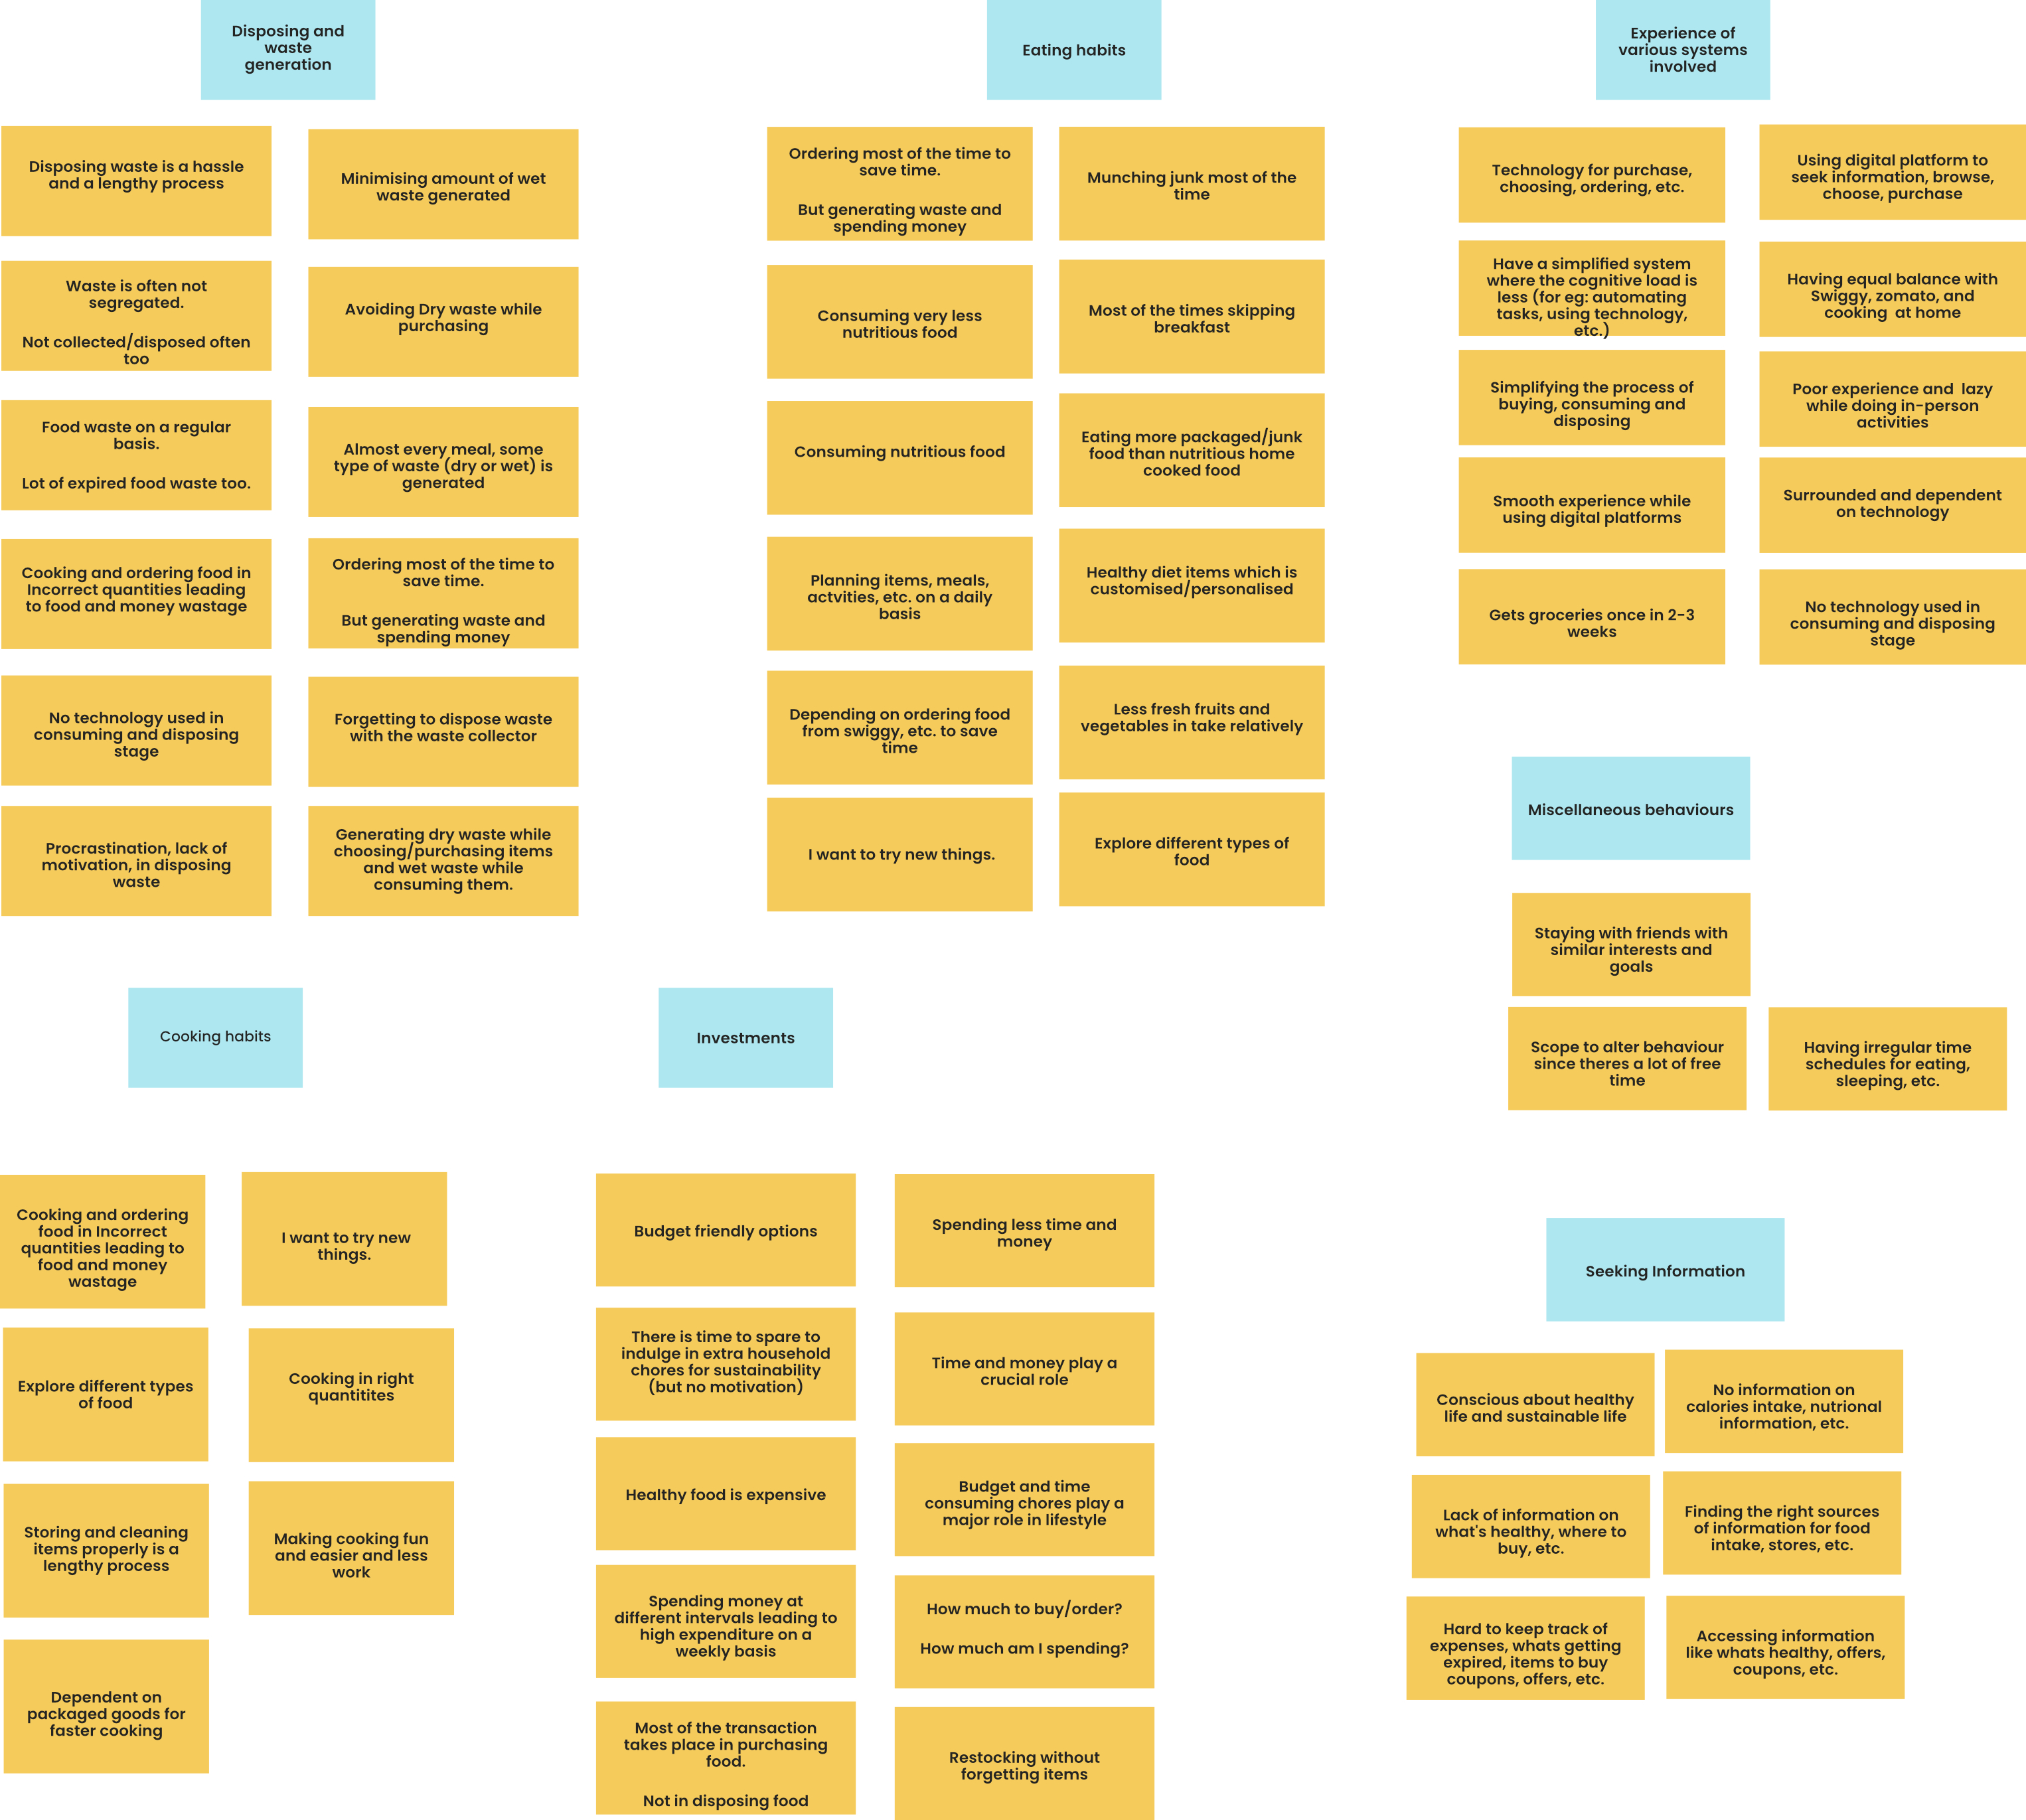 Disposing and
waste
generation
Disposing waste is a hassle
and a lengthy process
Minimising amount of wet
waste generated
Waste is often not
segregated.
Not collected/disposed often
too
Avoiding Dry waste while
purchasing
Food waste on a regular
basis.
Lot of expired food waste too.
Almost every meal, some
type of waste (dry or wet) is
generated
Cooking and ordering food in
Incorrect quantities leading
to food and money wastage
Ordering most of the time to
save time.
But generating waste and
spending money
No technology used in
consuming and disposing
stage
Forgetting to dispose waste
with the waste collector
Procrastination, lack of
motivation, in disposing
waste
Generating dry waste while
choosing/purchasing items
and wet waste while
consuming them.
Eating habits
Ordering most of the time to
save time.
But generating waste and
spending money
Munching junk most of the
time
Consuming very less
nutritious food
Most of the times skipping
breakfast
Consuming nutritious food
Eating more packaged/junk
food than nutritious home
cooked food
Planning items, meals,
actvities, etc. on a daily
basis
Healthy diet items which is
customised/personalised
Depending on ordering food
from swiggy, etc. to save
time
Less fresh fruits and
vegetables in take relatively
I want to try new things.
Explore different types of
food
Experience of
various systems
involved
Technology for purchase,
choosing, ordering, etc.
Using digital platform to
seek information, browse,
choose, purchase
Have a simplified system
where the cognitive load is
less (for eg: automating
tasks, using technology,
etc.)
Having equal balance with
Swiggy, zomato, and
cooking at home
Simplifying the process of
buying, consuming and
disposing
Poor experience and lazy
while doing in-person
activities
Smooth experience while
using digital platforms
Surrounded and dependent
on technology
Gets groceries once in 2-3
weeks
No technology used in
consuming and disposing
stage
Miscellaneous behaviours
Staying with friends with
similar interests and
goals
Scope to alter behaviour
since theres a lot of free
time
Having irregular time
schedules for eating,
sleeping, etc.
Cooking habits
Cooking and ordering
food in Incorrect
quantities leading to
food and money
wastage
I want to try new
things.
Explore different types
of food
Cooking in right
quantitites
Storing and cleaning
items properly is a
lengthy process
Making cooking fun
and easier and less
work
Dependent on
packaged goods for
faster cooking
Investments
Budget friendly options
Spending less time and
money
There is time to spare to
indulge in extra household
chores for sustainability
(but no motivation)
Time and money play a
crucial role
Healthy food is expensive
Budget and time
consuming chores play a
major role in lifestyle
Spending money at
different intervals leading to
high expenditure on a
weekly basis
How much to buy/order?
How much am I spending?
Most of the transaction
takes place in purchasing
food.
Not in disposing food
Restocking without
forgetting items
Seeking Information
Conscious about healthy
life and sustainable life
No information on
calories intake, nutrional
information, etc.
Lack of information on
what's healthy, where to
buy, etc.
Finding the right sources
of information for food
intake, stores, etc.
Hard to keep track of
expenses, whats getting
expired, items to buy
coupons, offers, etc.
Accessing information
like whats healthy, offers,
coupons, etc.